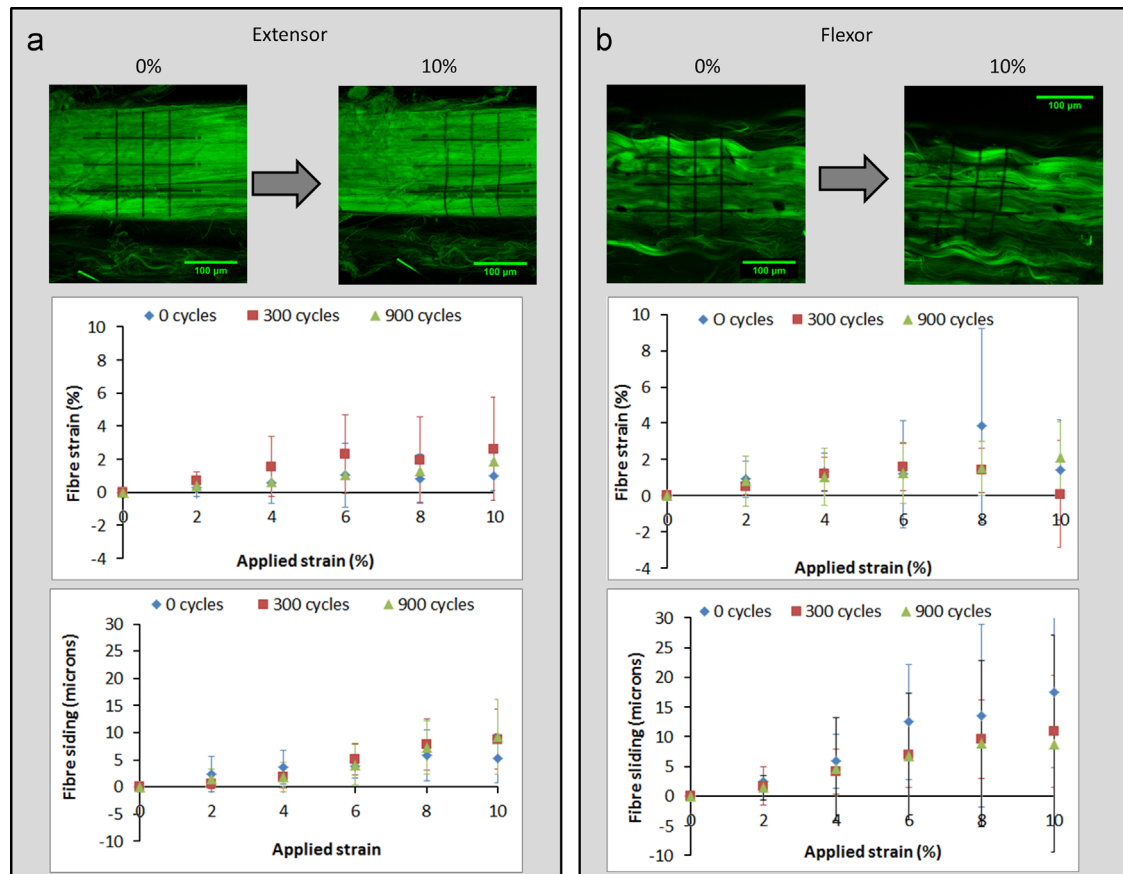 a
Extensor
0%
10%
100 µm
100 µm
0 cycles 300 cycles 900 cycles
10
8
6
4
2
0
-2
-4
0 2 4 6 8 10
Fibre strain (%)
Applied strain (%)
0 cycles 300 cycles 900 cycles
30
25
20
15
10
5
0
-5
-10
0 2 4 6 8 10
Fibre siding (microns)
Applied strain
b
Flexor
0%
10%
100 µm
100 µm
O cycles 300 cycles 900 cycles
10
8
6
4
2
0
-2
-4
0 2 4 6 8 10
Fibre strain (%)
Applied strain (%)
0 cycles 300 cycles 900 cycles
30
25
20
15
10
5
0
-5
-10
0 2 4 6 8 10
Fibre sliding (microns)
Applied strain (%)